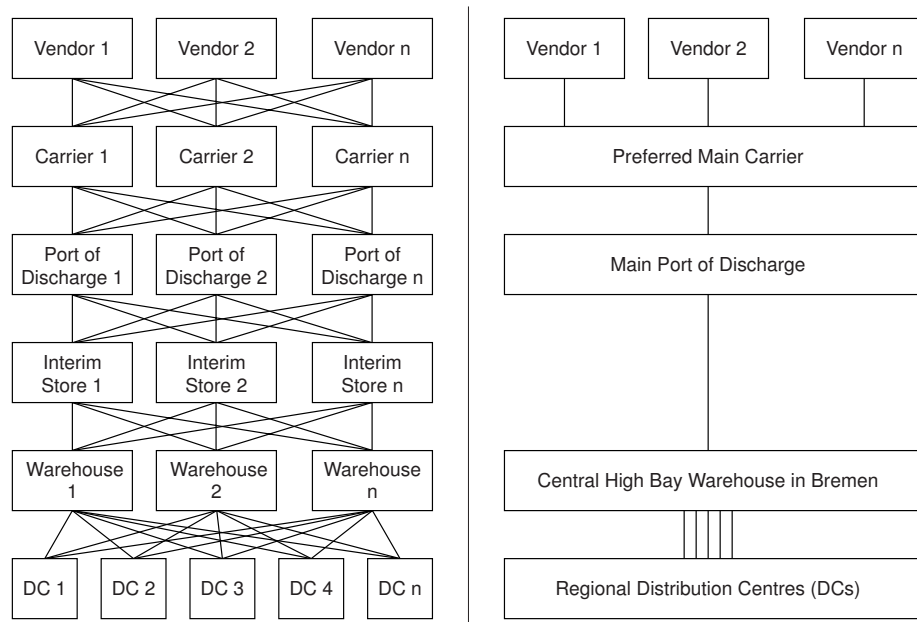 Vendor 1
Vendor 2
Vendor n
Carrier 1
Carrier 2
Carrier n
Port of
Discharge 1
Port of
Discharge 2
Port of
Discharge n
Interim
Store 1
Interim
Store 2
Interim
Store n
Warehouse
1
Warehouse
2
Warehouse
n
DC 1
DC 2
DC 3
DC 4
DC n
Vendor 1
Vendor 2
Vendor n
Preferred Main Carrier
Main Port of Discharge
Central High Bay Warehouse in Bremen
Regional Distribution Centres (DCs)